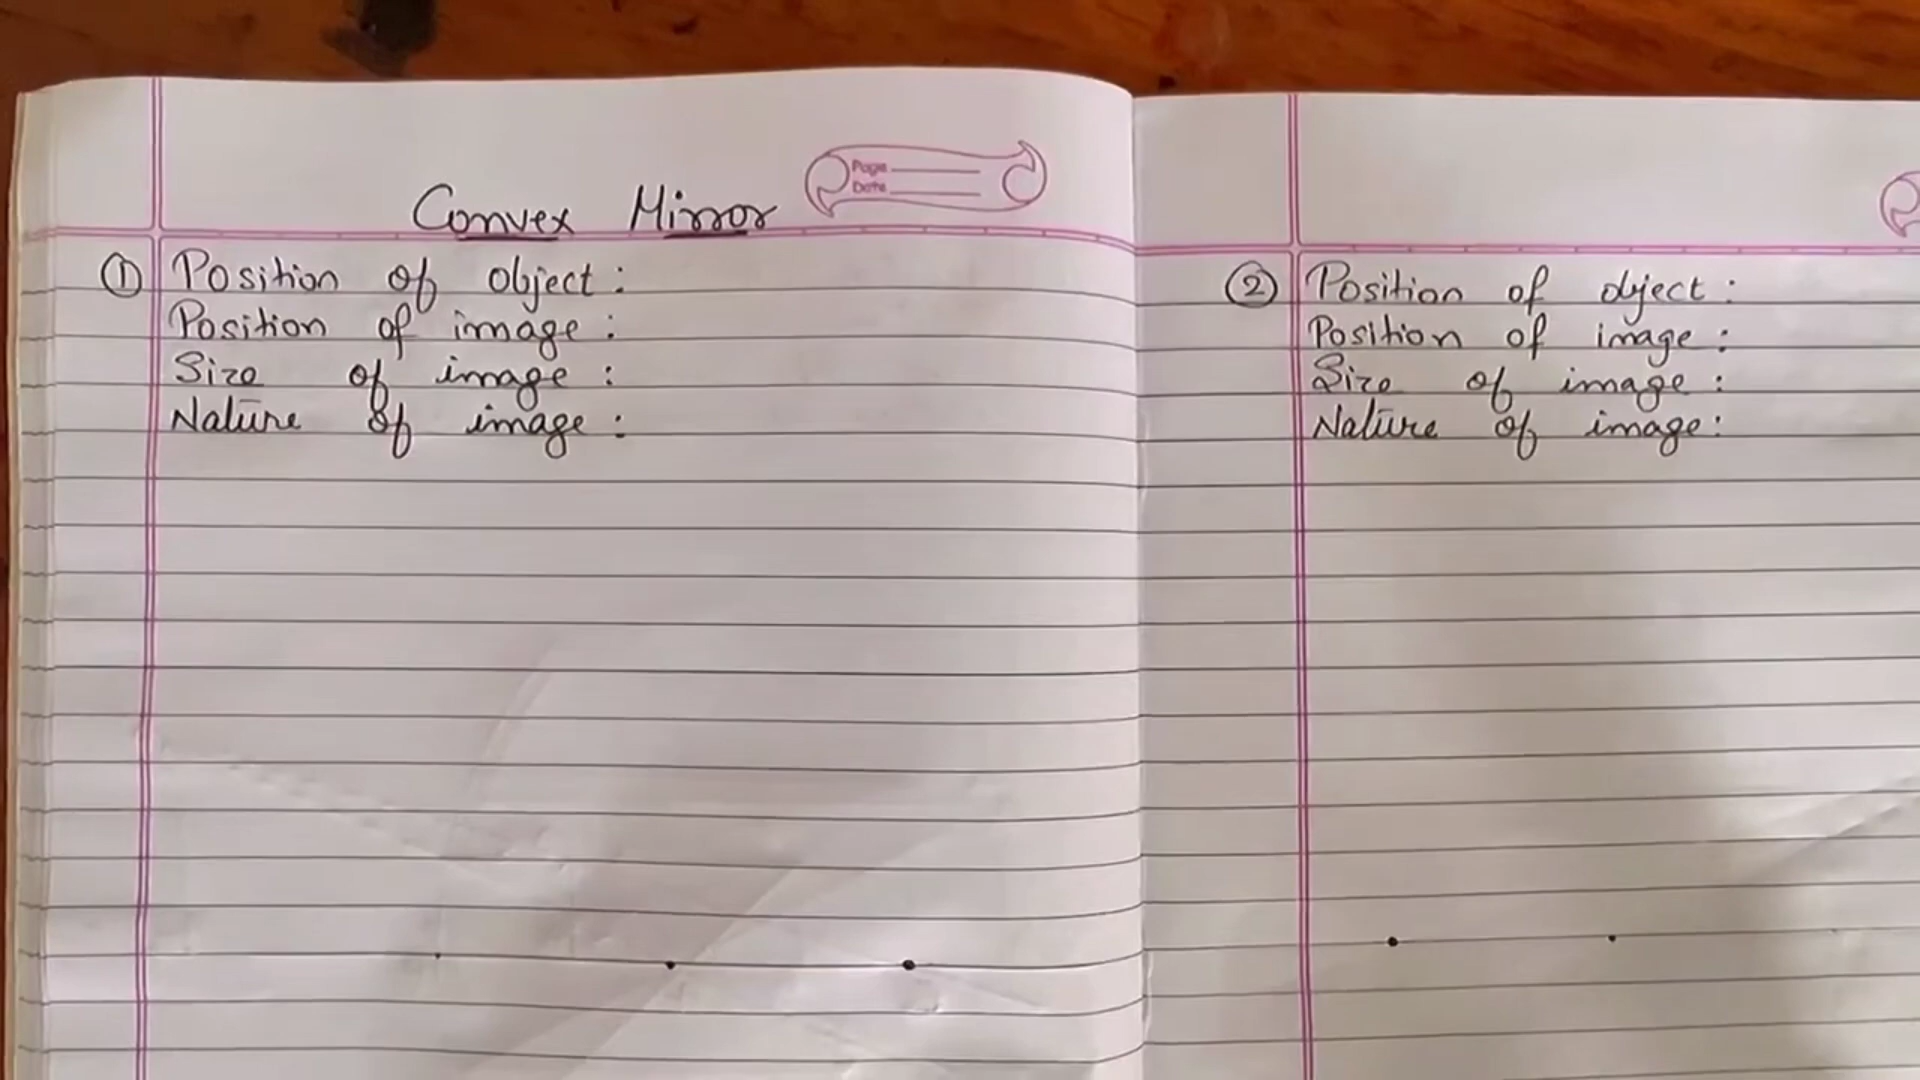 Page
Date
Convex Mirror
① Position of object :
Position of image :
Size of image :
Nature of image :
② Position of object :
Position of image :
Size of image :
Nature of image :